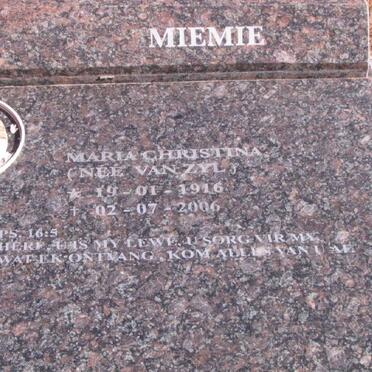 MIEMIE
MARIA CHRISTINA
( NEE VAN ZYL )
* 19-01-1916
† 02-07-2006
PS. 16:5
HERE, U IS MY LEWE, U SORG VIR MY.
WAT EK ONTVANG, KOM ALLES VAN U AF.